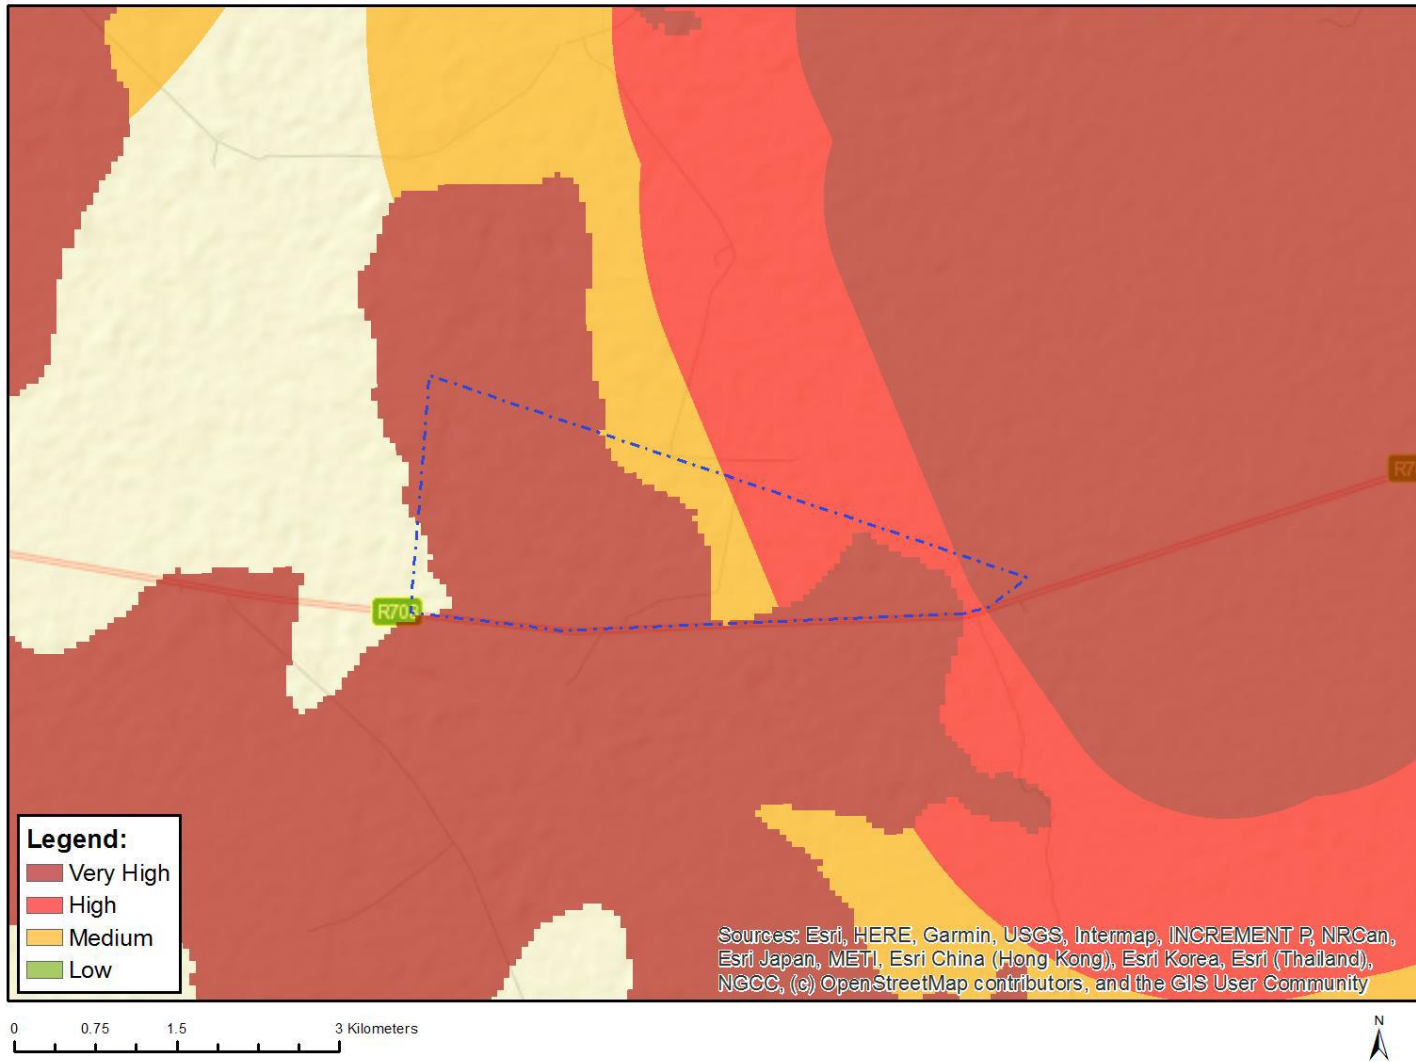 R7
R708
Legend:
Very High
High
Medium
Low
Sources: Esri, HERE, Garmin, USGS, Intermap, INCREMENT P, NRCan,
Esri Japan, METI, Esri China (Hong Kong), Esri Korea, Esri (Thailand),
NGCC, (c) OpenStreetMap contributors, and the GIS User Community
0 0.75 1.5 3 Kilometers
N